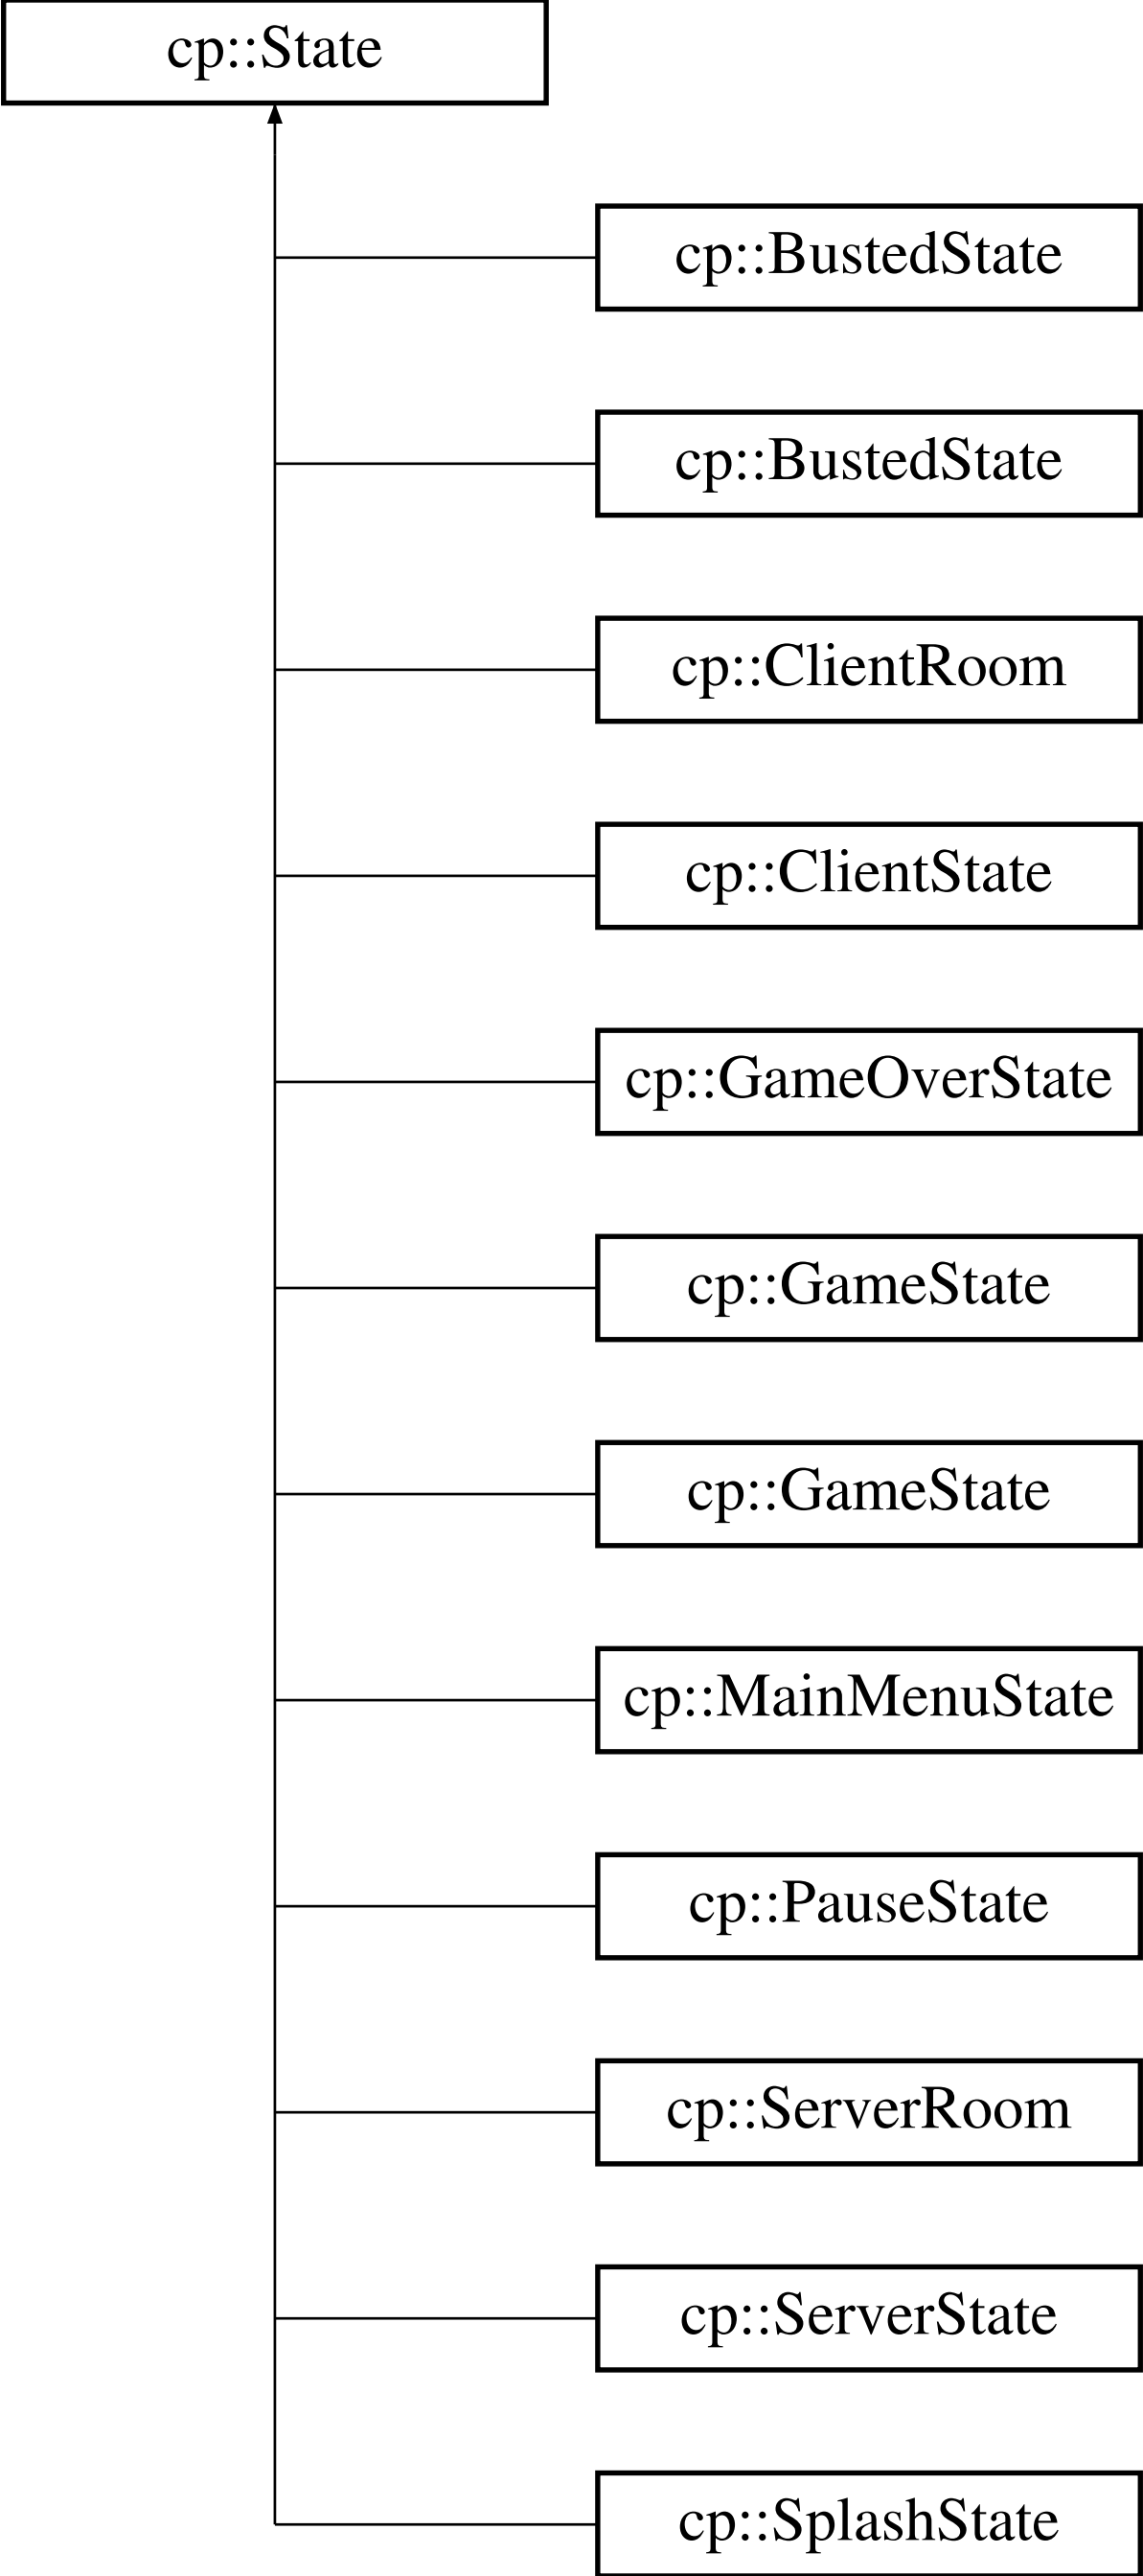 cp::State
cp::BustedState
cp::BustedState
cp::ClientRoom
cp::ClientState
cp::GameOverState
cp::GameState
cp::GameState
cp::MainMenuState
cp::PauseState
cp::ServerRoom
cp::ServerState
cp::SplashState